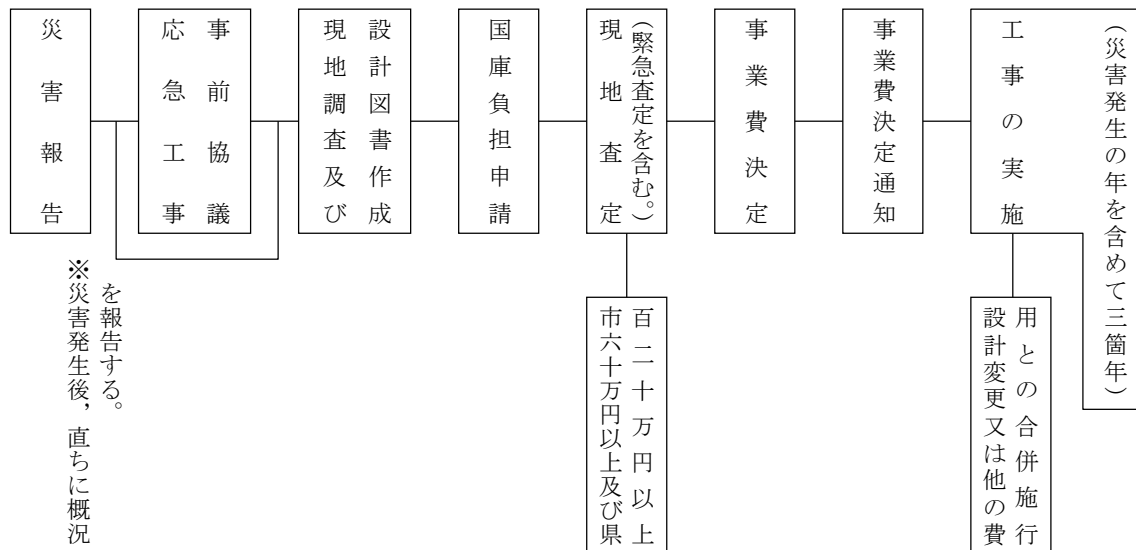 災害報告
※災害発生後，直ちに概況
を報告する。
応急工事
事前協議
現地調査及び
設計図書作成
国庫負担申請
現地査定
（緊急査定を含む。）
市六十万円以上及び県
百二十万円以上
事業費決定
事業費決定通知
工事の実施
設計変更又は他の費
用との合併施行
（災害発生の年を含めて三箇年）